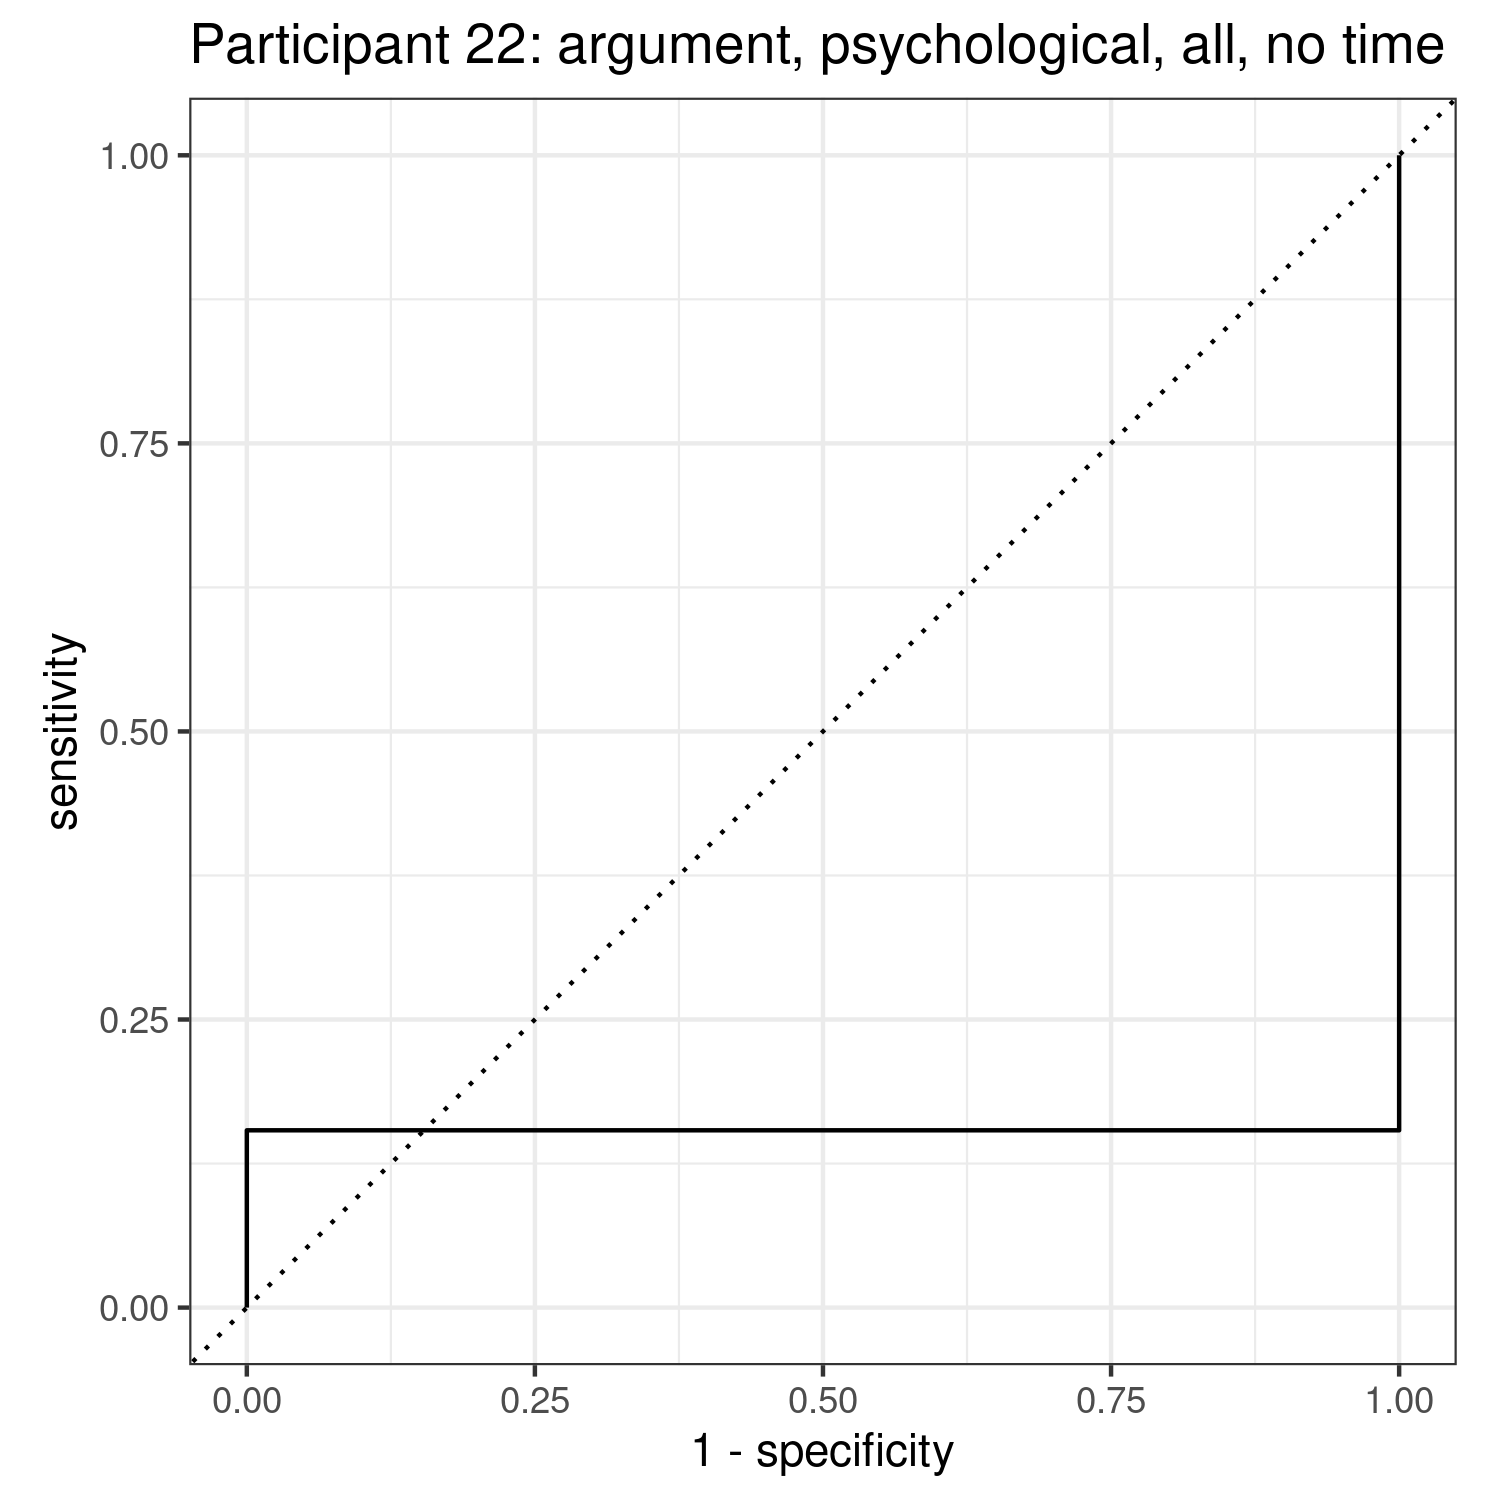 Participant 22: argument, psychological, all, no time
1.00
0.75
0.50
0.25
0.00
sensitivity
0.00 0.25 0.50 0.75 1.00
1 - specificity